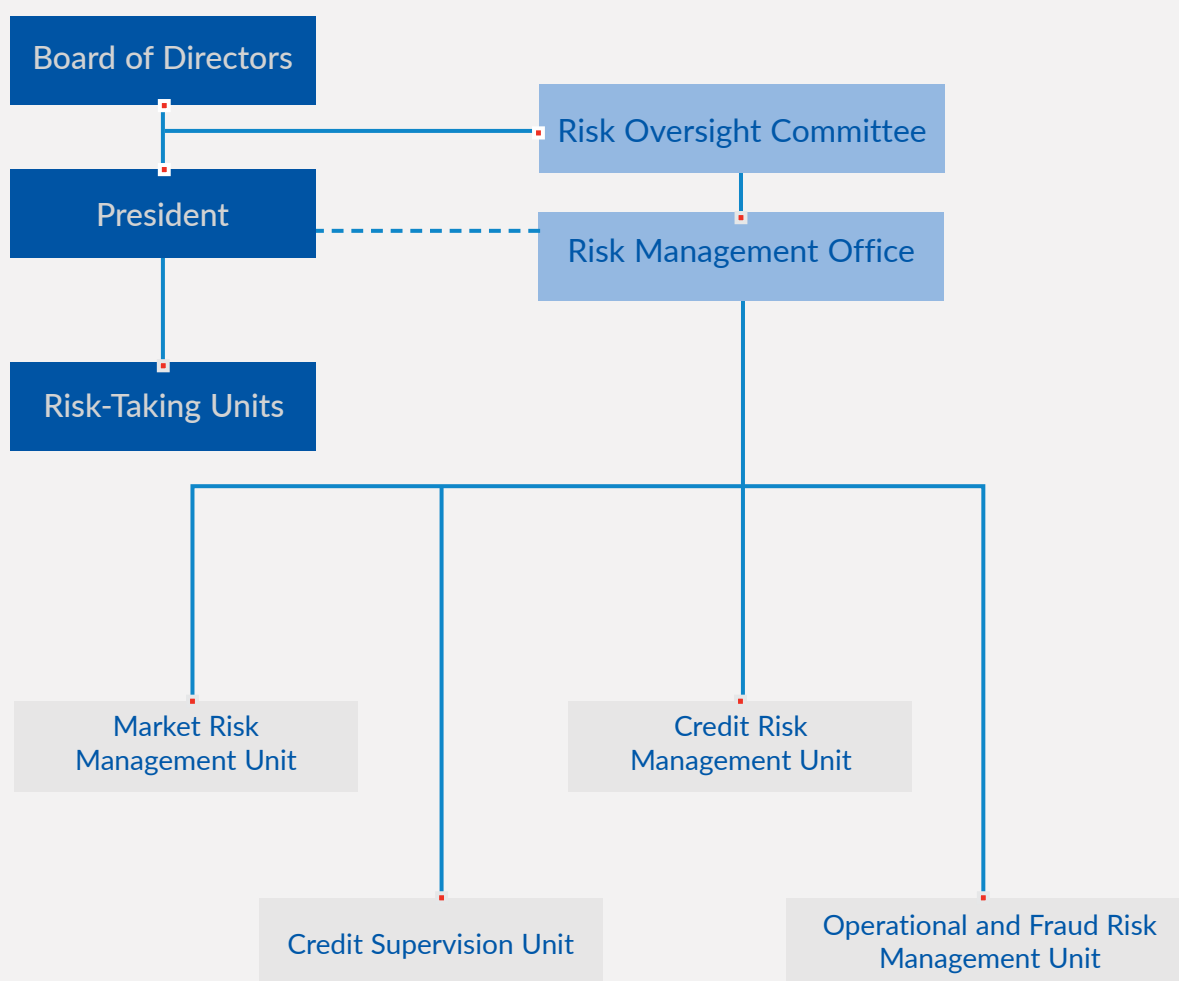 Board of Directors
Risk Oversight Committee
President
Risk Management Office
Risk-Taking Units
Market Risk
Management Unit
Credit Risk
Management Unit
Credit Supervision Unit
Operational and Fraud Risk
Management Unit